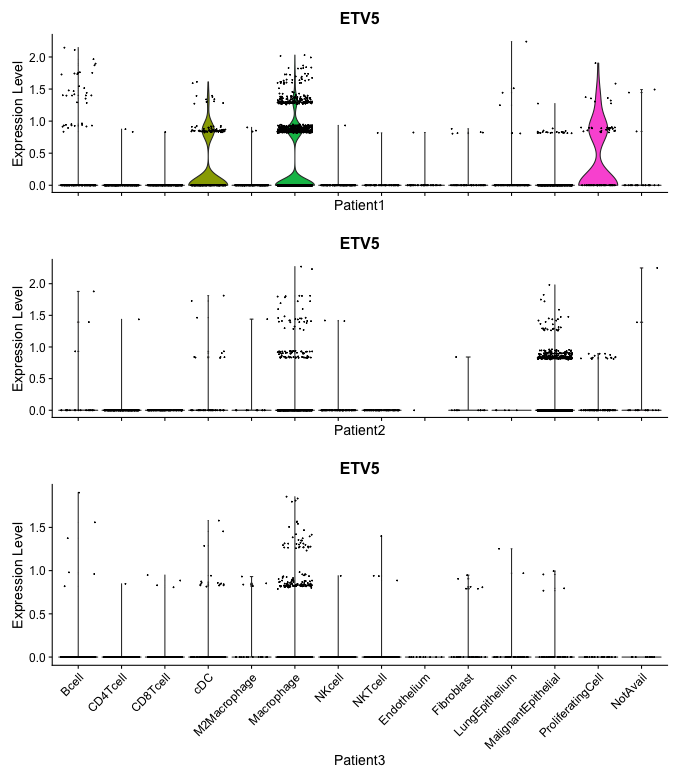 ETV5
Expression Level
2.0
1.5
1.0
0.5
0.0
Patient1
ETV5
Expression Level
2.0
1.5
1.0
0.5
0.0
Patient2
ETV5
Expression Level
1.5
1.0
0.5
0.0
Bcell
CD4Tcell
CD8Tcell
cDC
M2Macrophage
Macrophage
NKcell
NKTcell
Endothelium
Fibroblast
LungEpithelium
MalignantEpithelial
ProliferatingCell
NotAvail
Patient3